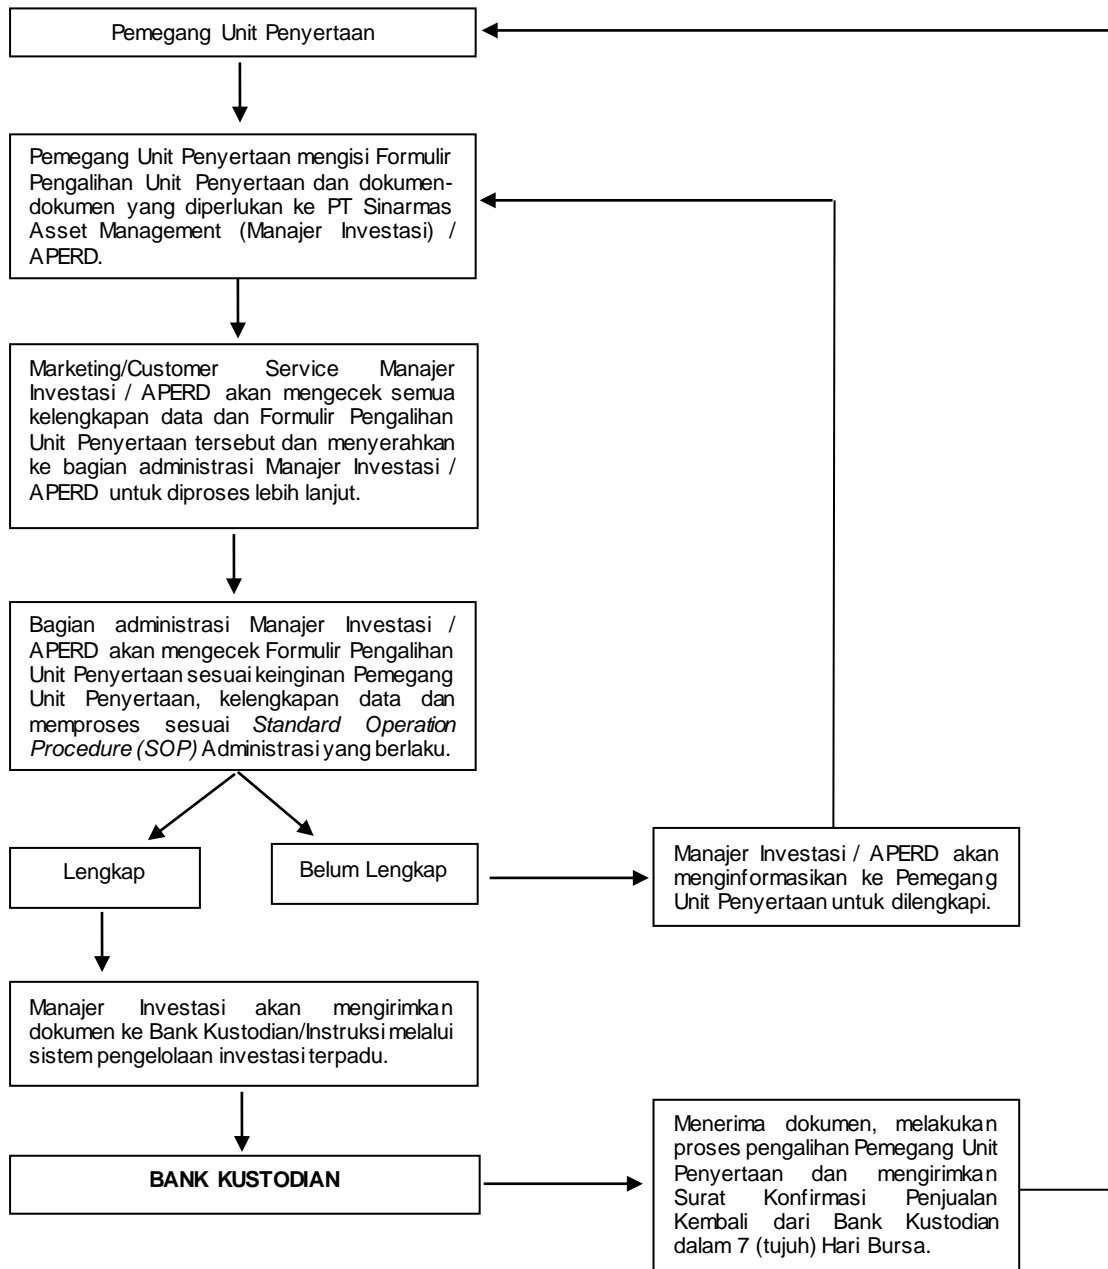 Pemegang Unit Penyertaan
Pemegang Unit Penyertaan mengisi Formulir
Pengalihan Unit Penyertaan dan dokumen-
dokumen yang diperlukan ke PT Sinarmas
Asset Management (Manajer Investasi) /
APERD.
Marketing/Customer Service Manajer
Investasi / APERD akan mengecek semua
kelengkapan data dan Formulir Pengalihan
Unit Penyertaan tersebut dan menyerahkan
ke bagian administrasi Manajer Investasi /
APERD untuk diproses lebih lanjut.
Bagian administrasi Manajer Investasi /
APERD akan mengecek Formulir Pengalihan
Unit Penyertaan sesuai keinginan Pemegang
Unit Penyertaan, kelengkapan data dan
memproses sesuai Standard Operation
Procedure (SOP) Administrasi yang berlaku.
Lengkap
Belum Lengkap
Manajer Investasi / APERD akan
menginformasikan ke Pemegang
Unit Penyertaan untuk dilengkapi.
Manajer Investasi akan mengirimkan
dokumen ke Bank Kustodian/Instruksi melalui
sistem pengelolaan investasi terpadu.
BANK KUSTODIAN
Menerima dokumen, melakukan
proses pengalihan Pemegang Unit
Penyertaan dan mengirimkan
Surat Konfirmasi Penjualan
Kembali dari Bank Kustodian
dalam 7 (tujuh) Hari Bursa.